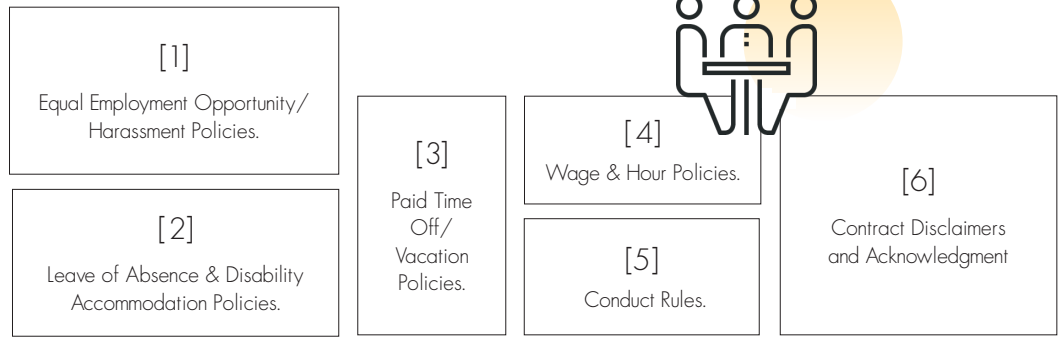 [1]
Equal Employment Opportunity/
Harassment Policies.
[2]
Leave of Absence & Disability
Accommodation Policies.
[3]
Paid Time
Off/
Vacation
Policies.
[4]
Wage & Hour Policies.
[5]
Conduct Rules.
[6]
Contract Disclaimers
and Acknowledgment